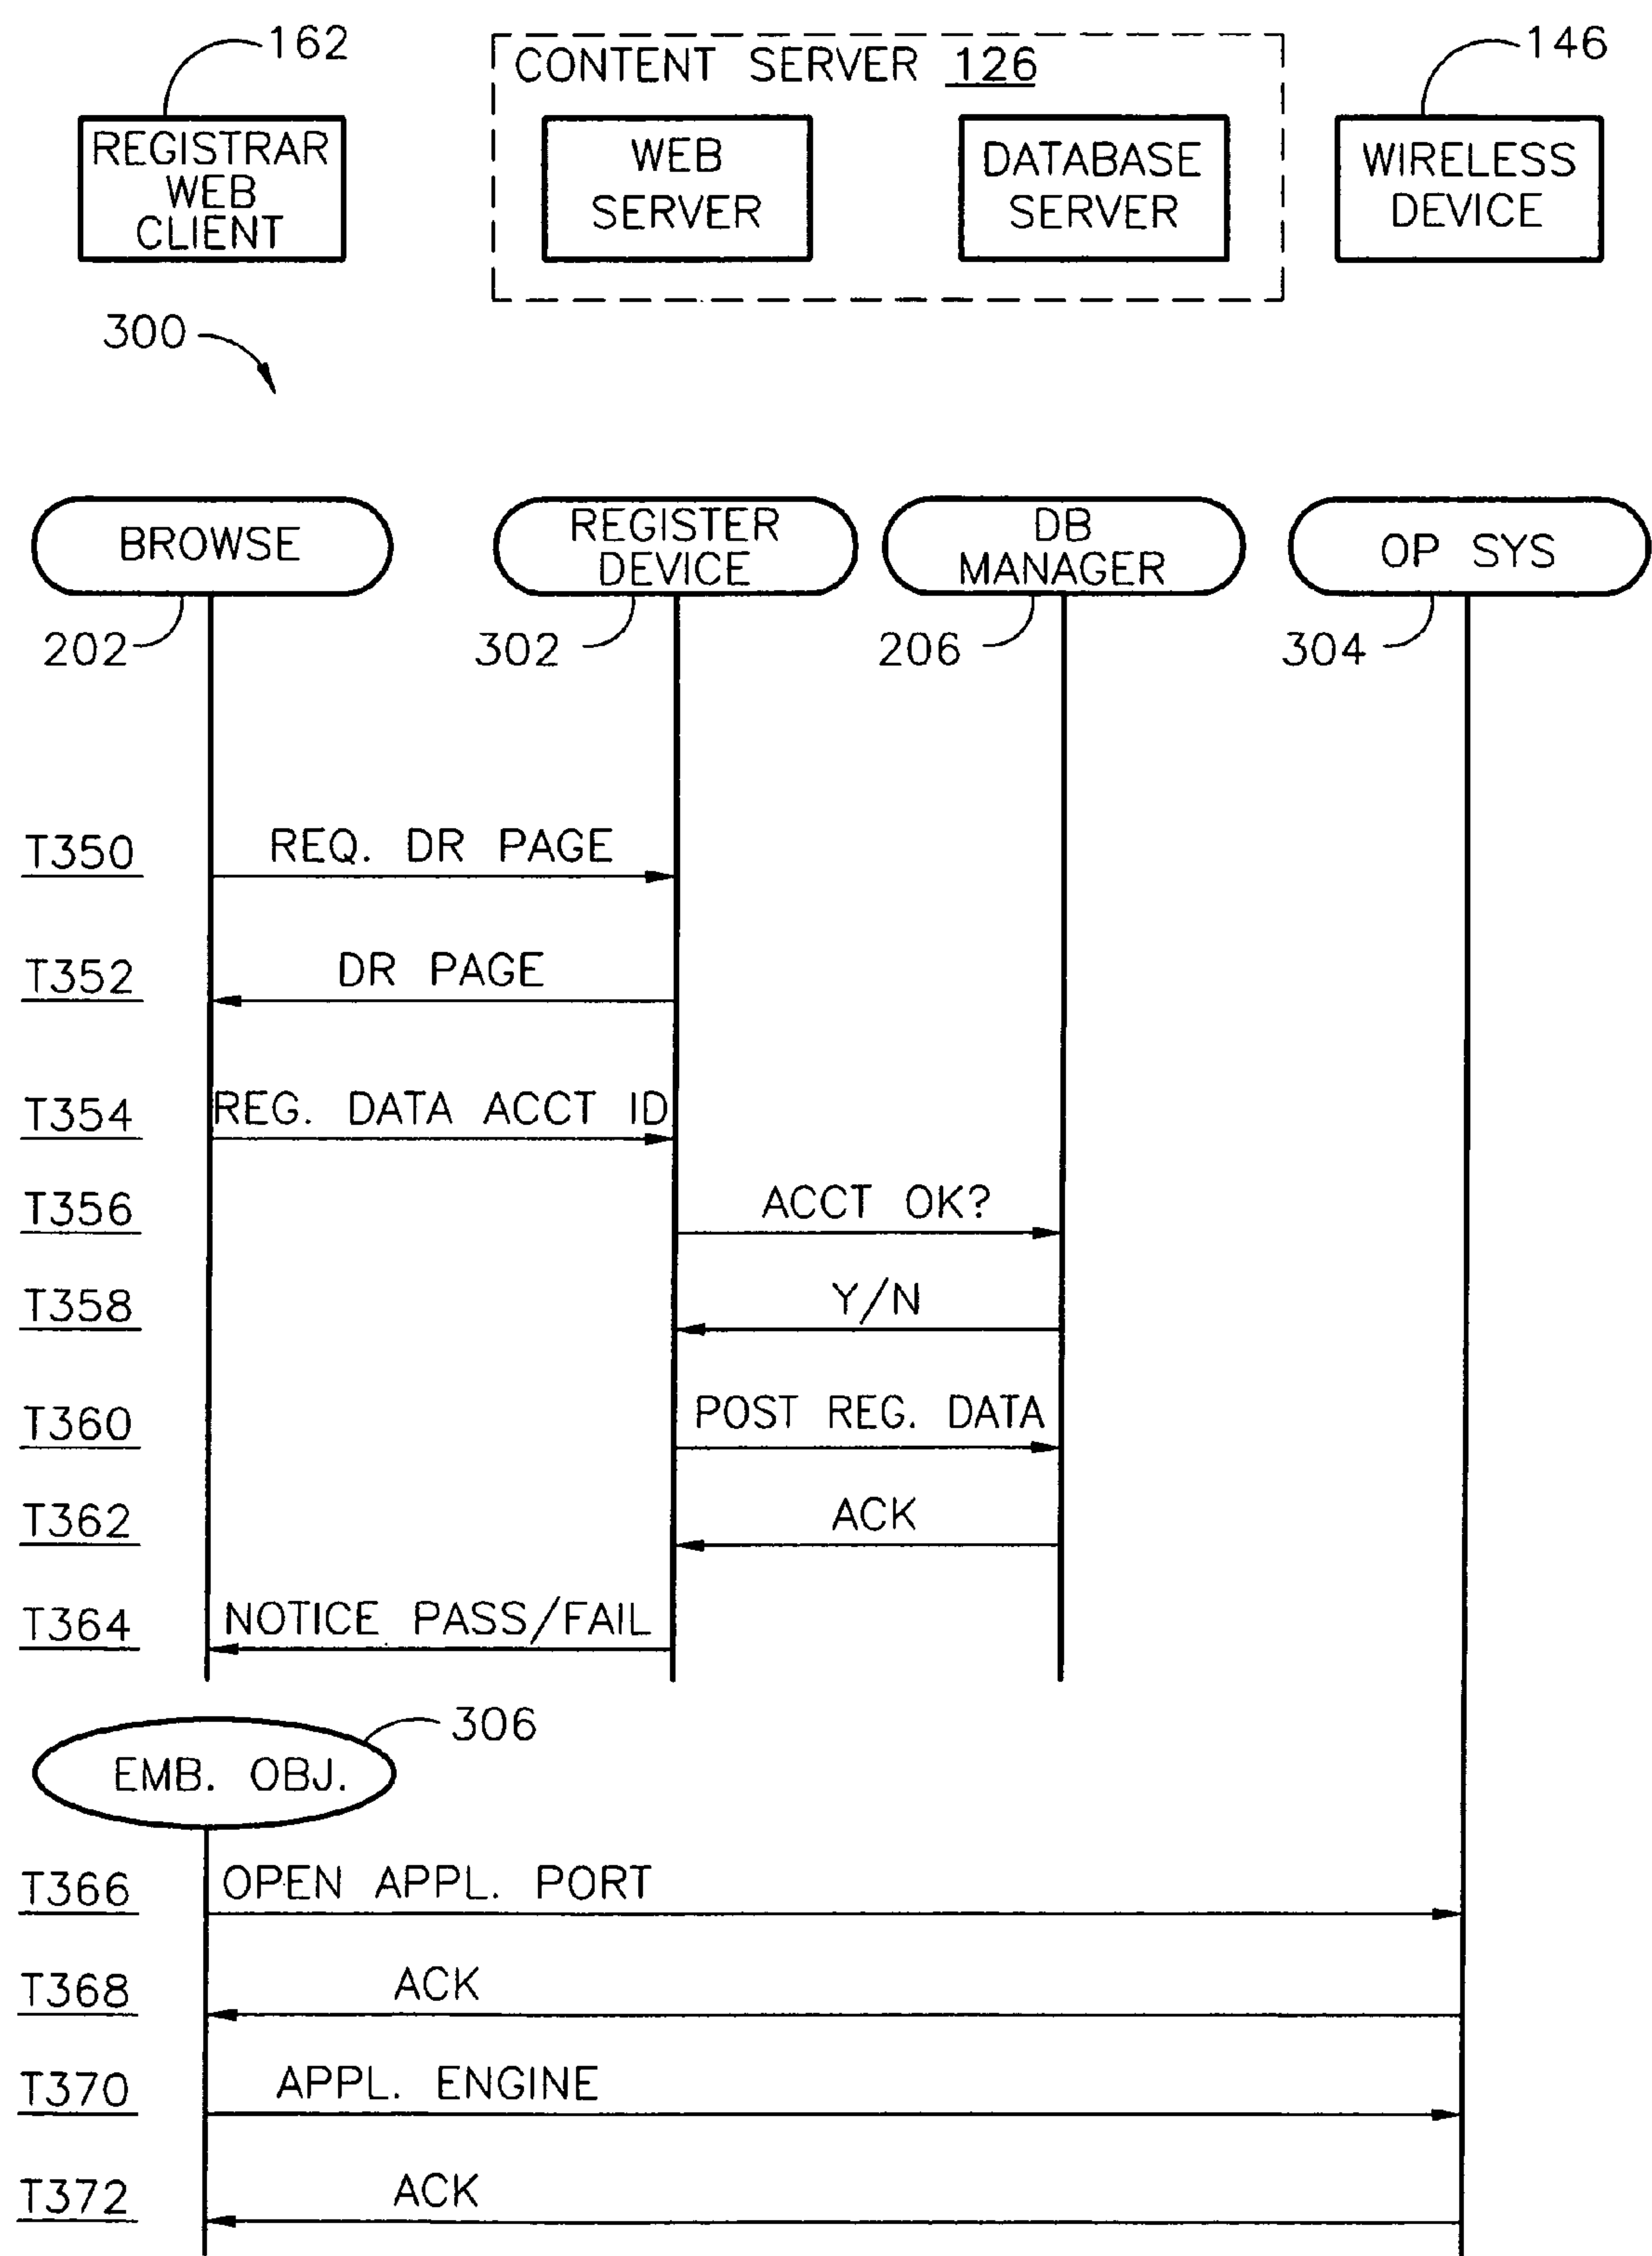 162
CONTENT SERVER 126
146
REGISTRAR
WEB
CLIENT
WEB
SERVER
DATABASE
SERVER
WIRELESS
DEVICE
300
BROWSE
REGISTER
DEVICE
DB
MANAGER
OP SYS
202
302
206
304
T350
REQ. DR PAGE
T352
DR PAGE
T354
REG. DATA ACCT ID
T356
ACCT OK?
T358
Y/N
T360
POST REG. DATA
T362
ACK
T364
NOTICE PASS/FAIL
306
EMB. OBJ.
T366
OPEN APPL. PORT
T368
ACK
T370
APPL. ENGINE
T372
ACK